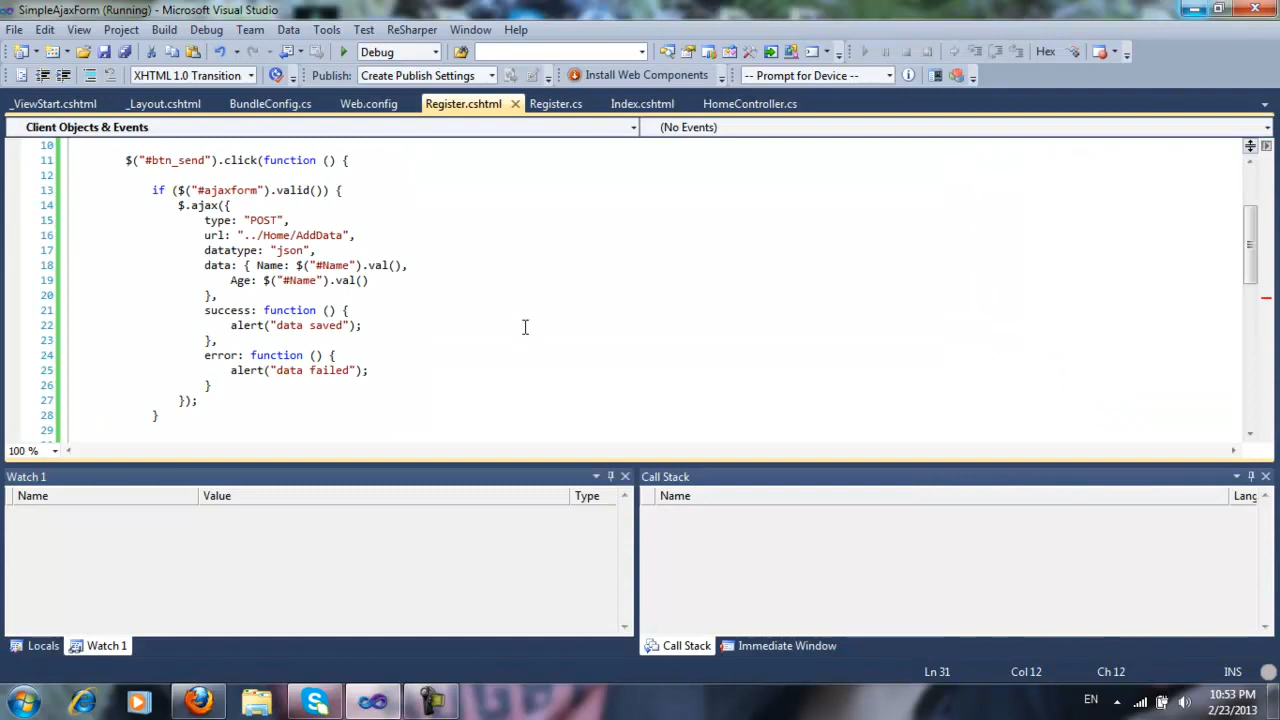 SimpleAjaxForm (Running) - Microsoft Visual Studio
File Edit View Project Build Debug Team Data Tools Test ReSharper Window Help
Debug Hex
XHTML 1.0 Transition Publish: Create Publish Settings Install Web Components -- Prompt for Device --
_ViewStart.cshtml _Layout.cshtml BundleConfig.cs Web.config Register.cshtml Register.cs Index.cshtml HomeController.cs
Client Objects & Events (No Events)
10
11 $("#btn_send").click(function () {
12
13 if ($("#ajaxform").valid()) {
14 $.ajax({
15 type: "POST",
16 url: "../Home/AddData",
17 datatype: "json",
18 data: { Name: $("#Name").val(),
19 Age: $("#Name").val()
20 },
21 success: function () {
22 alert("data saved");
23 },
24 error: function () {
25 alert("data failed");
26 }
27 });
28 }
29
100 %
Watch 1 Call Stack
Name Value Type Name Lang
Locals Watch 1 Call Stack Immediate Window
Ln 31 Col 12 Ch 12 INS
EN 10:53 PM
2/23/2013